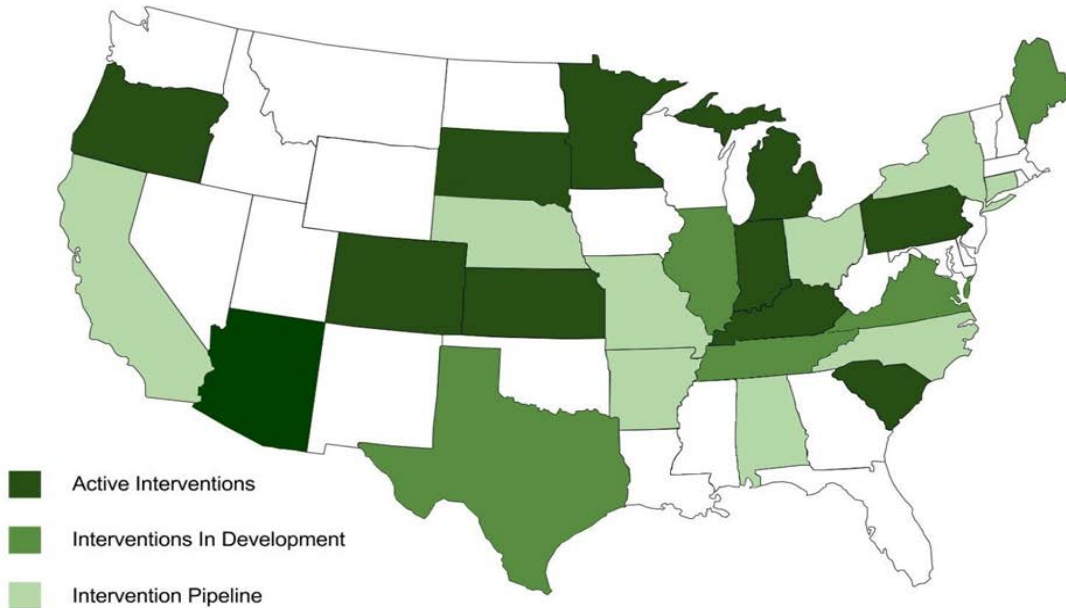 Active Interventions
Interventions In Development
Intervention Pipeline